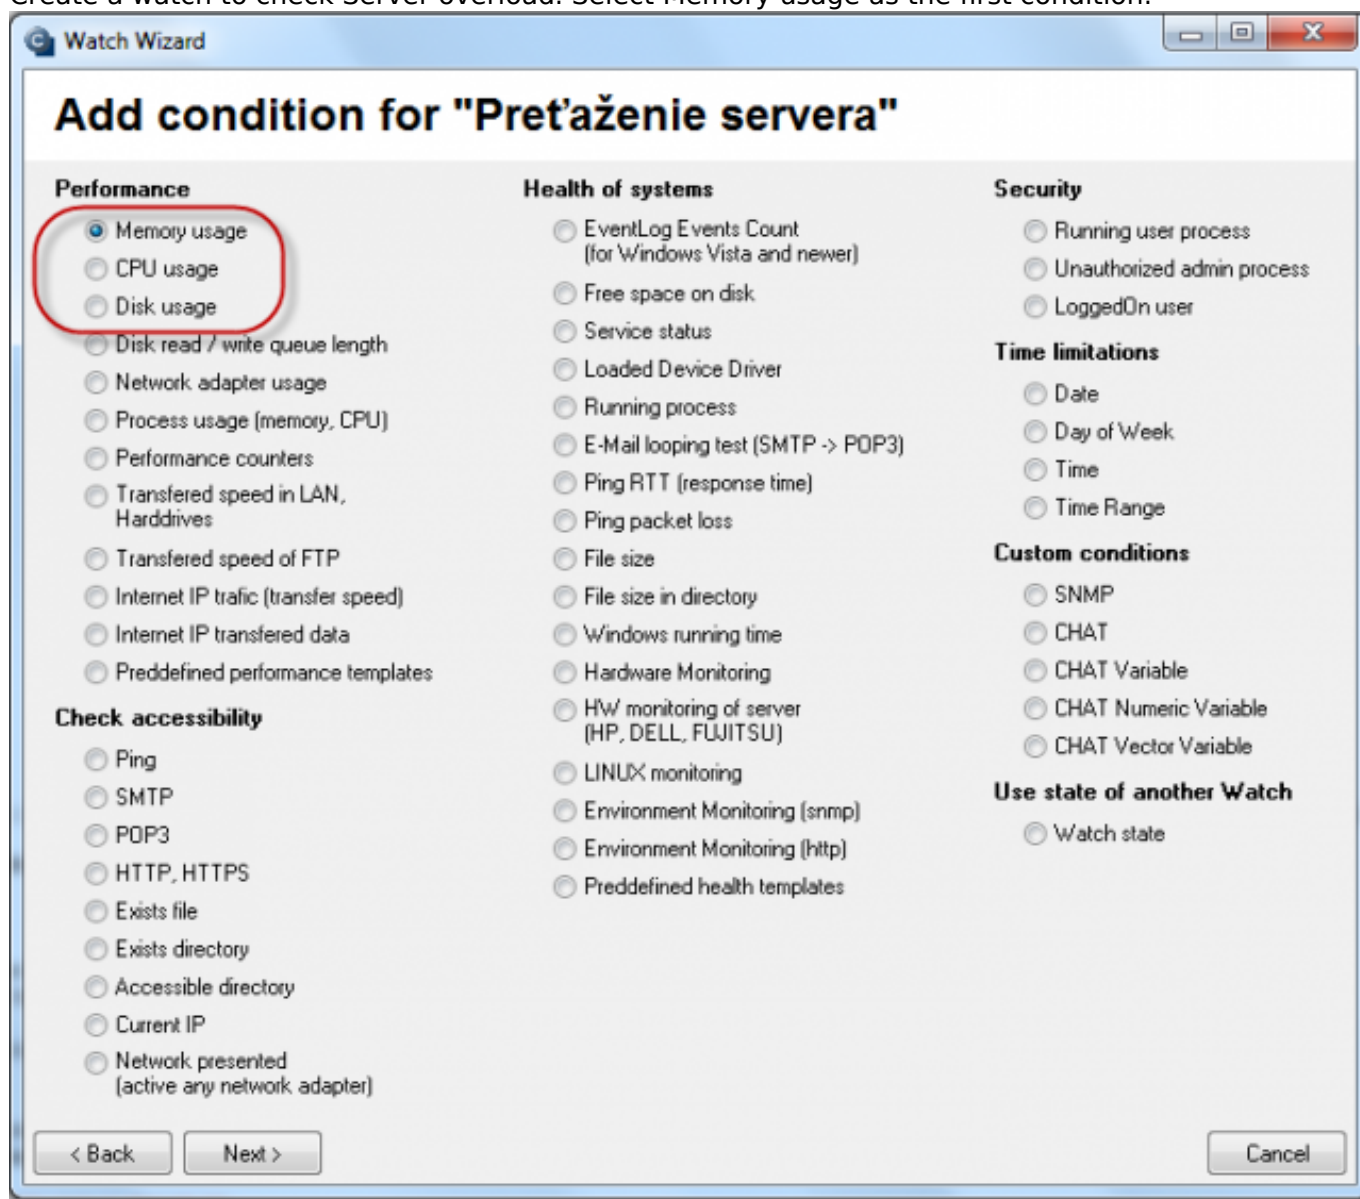 Create a watch to check Server overload. Select Memory usage as the first condition.
Watch Wizard
Add condition for "Preťaženie servera"
Performance
Memory usage
CPU usage
Disk usage
Disk read / write queue length
Network adapter usage
Process usage (memory, CPU)
Performance counters
Transfered speed in LAN,
Harddrives
Transfered speed of FTP
Internet IP trafic (transfer speed)
Internet IP transfered data
Preddefined performance templates
Check accessibility
Ping
SMTP
POP3
HTTP, HTTPS
Exists file
Exists directory
Accessible directory
Current IP
Network presented
(active any network adapter)
Health of systems
EventLog Events Count
(for Windows Vista and newer)
Free space on disk
Service status
Loaded Device Driver
Running process
E-Mail looping test (SMTP -> POP3)
Ping RTT (response time)
Ping packet loss
File size
File size in directory
Windows running time
Hardware Monitoring
HW monitoring of server
(HP, DELL, FUJITSU)
LINUX monitoring
Environment Monitoring (snmp)
Environment Monitoring (http)
Preddefined health templates
Security
Running user process
Unauthorized admin process
LoggedOn user
Time limitations
Date
Day of Week
Time
Time Range
Custom conditions
SNMP
CHAT
CHAT Variable
CHAT Numeric Variable
CHAT Vector Variable
Use state of another Watch
Watch state
< Back
Next >
Cancel